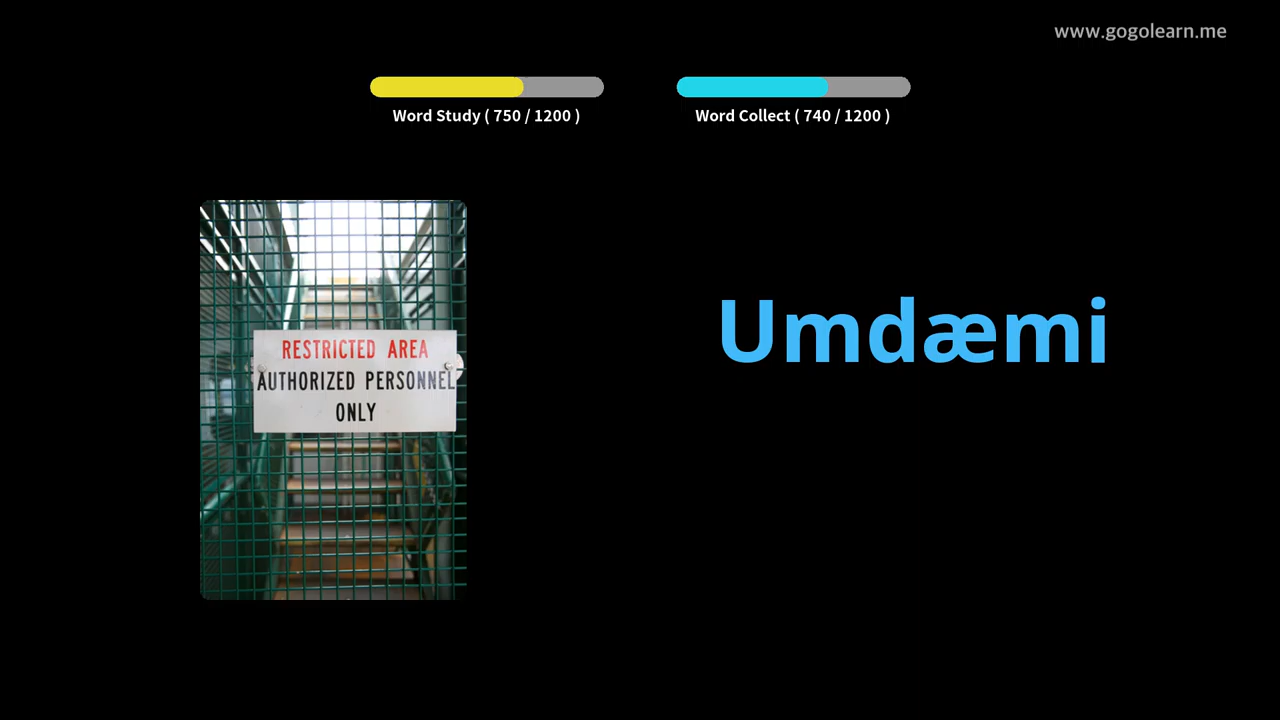 www.gogolearn.me
Word Study ( 750 / 1200 )
Word Collect ( 740 / 1200 )
RESTRICTED AREA
AUTHORIZED PERSONNEL
ONLY
Umdæmi